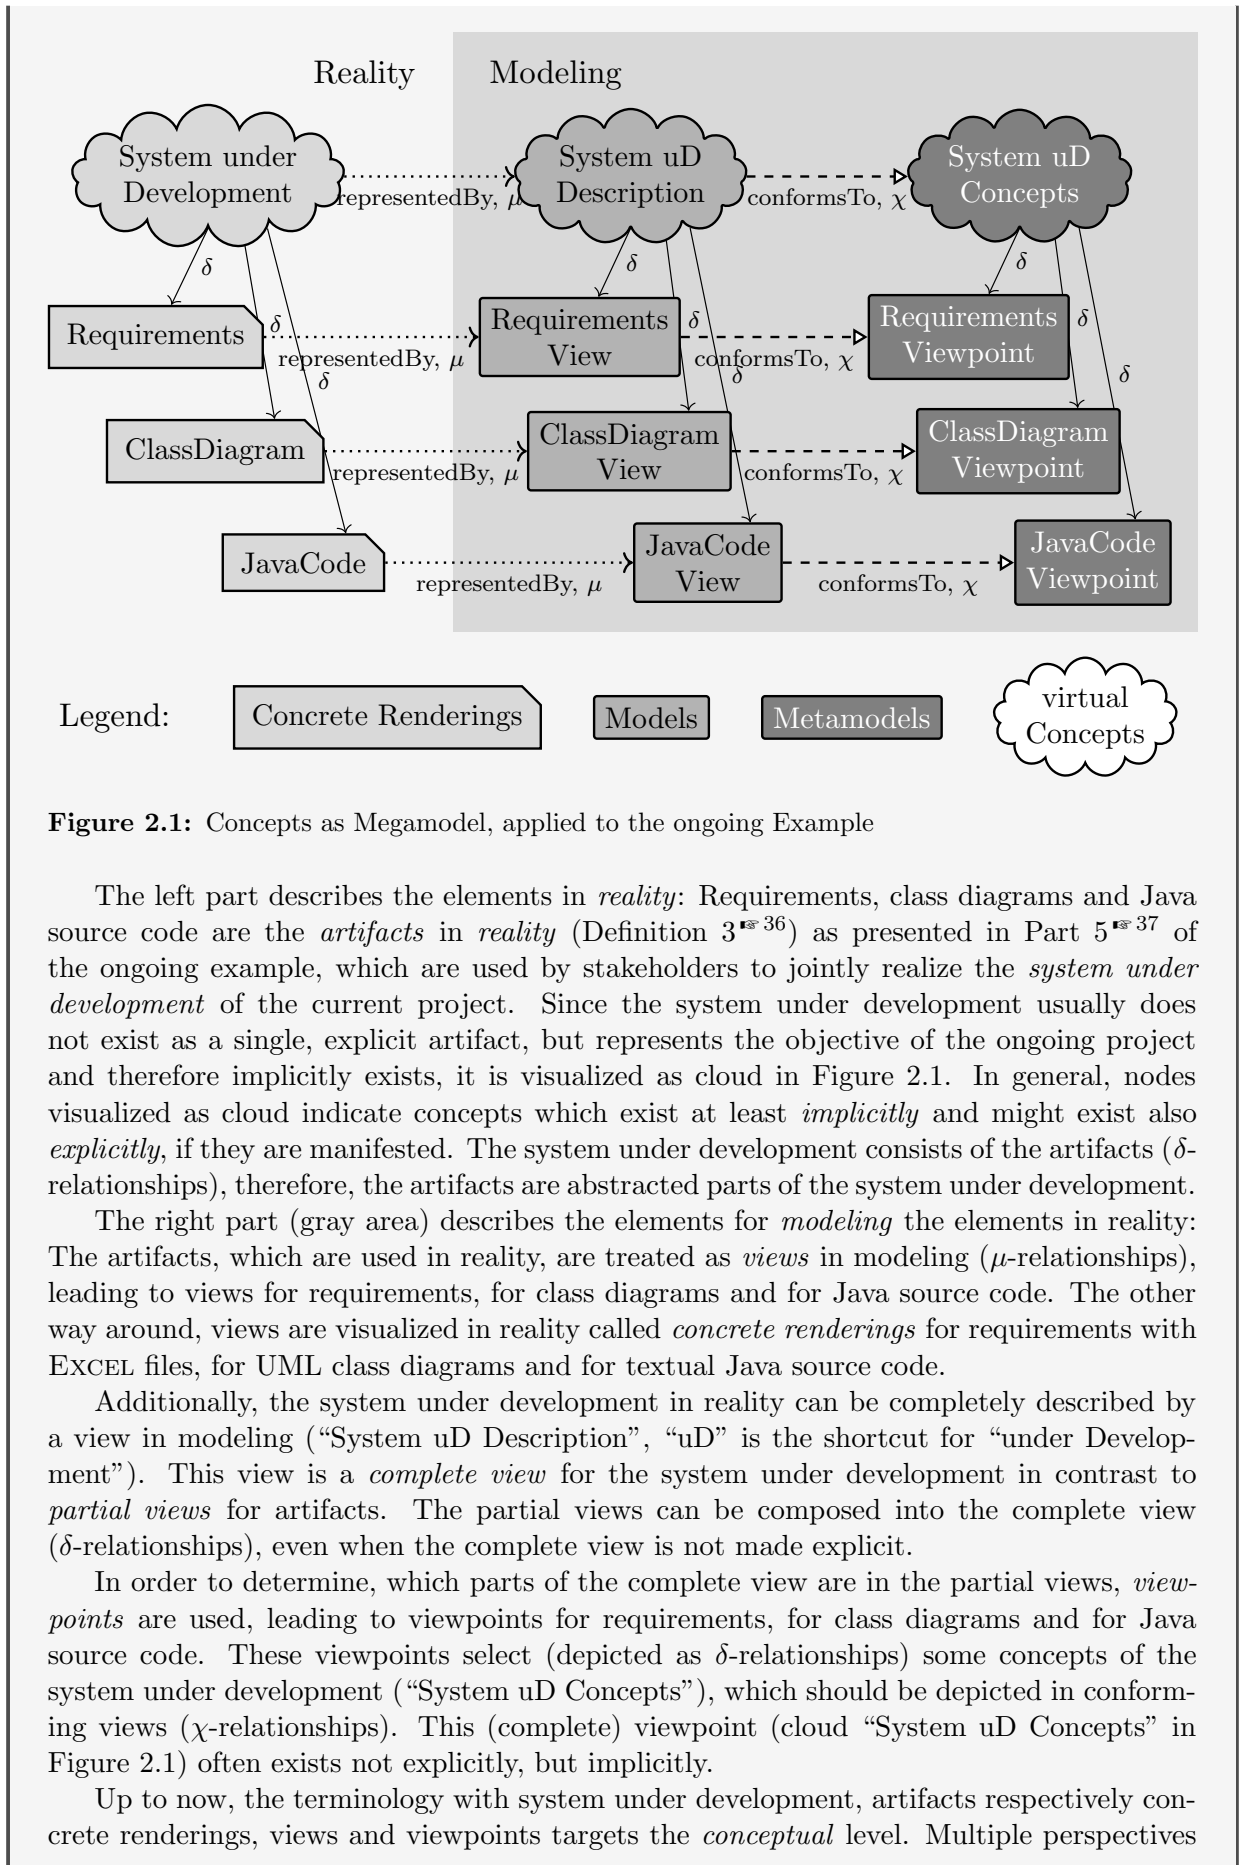 Reality Modeling
System under
Development
System uD
Description
System uD
Concepts
representedBy, μ
conformsTo, χ
δ
δ
δ
Requirements
Requirements
View
Requirements
Viewpoint
δ
δ
δ
representedBy, μ
conformsTo, χ
δ
δ
δ
ClassDiagram
ClassDiagram
View
ClassDiagram
Viewpoint
representedBy, μ
conformsTo, χ
JavaCode
JavaCode
View
JavaCode
Viewpoint
representedBy, μ
conformsTo, χ
Legend:
Concrete Renderings
Models
Metamodels
virtual
Concepts
Figure 2.1: Concepts as Megamodel, applied to the ongoing Example
The left part describes the elements in reality: Requirements, class diagrams and Java
source code are the artifacts in reality (Definition 3☞36) as presented in Part 5☞37 of
the ongoing example, which are used by stakeholders to jointly realize the system under
development of the current project. Since the system under development usually does
not exist as a single, explicit artifact, but represents the objective of the ongoing project
and therefore implicitly exists, it is visualized as cloud in Figure 2.1. In general, nodes
visualized as cloud indicate concepts which exist at least implicitly and might exist also
explicitly, if they are manifested. The system under development consists of the artifacts (δ-
relationships), therefore, the artifacts are abstracted parts of the system under development.
The right part (gray area) describes the elements for modeling the elements in reality:
The artifacts, which are used in reality, are treated as views in modeling (μ-relationships),
leading to views for requirements, for class diagrams and for Java source code. The other
way around, views are visualized in reality called concrete renderings for requirements with
EXCEL files, for UML class diagrams and for textual Java source code.
Additionally, the system under development in reality can be completely described by
a view in modeling (“System uD Description”, “uD” is the shortcut for “under Develop-
ment”). This view is a complete view for the system under development in contrast to
partial views for artifacts. The partial views can be composed into the complete view
(δ-relationships), even when the complete view is not made explicit.
In order to determine, which parts of the complete view are in the partial views, view-
points are used, leading to viewpoints for requirements, for class diagrams and for Java
source code. These viewpoints select (depicted as δ-relationships) some concepts of the
system under development (“System uD Concepts”), which should be depicted in conform-
ing views (χ-relationships). This (complete) viewpoint (cloud “System uD Concepts” in
Figure 2.1) often exists not explicitly, but implicitly.
Up to now, the terminology with system under development, artifacts respectively con-
crete renderings, views and viewpoints targets the conceptual level. Multiple perspectives